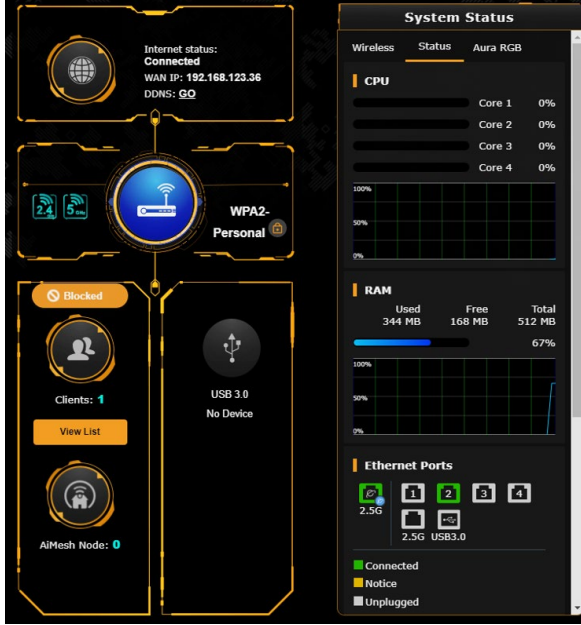 Internet status:
Connected
WAN IP: 192.168.123.36
DDNS: GO
2.4
5
WPA2-
Personal
Blocked
Clients: 1
View List
AiMesh Node: 0
USB 3.0
No Device
System Status
Wireless Status Aura RGB
CPU
Core 1 0%
Core 2 0%
Core 3 0%
Core 4 0%
100%
50%
0%
RAM
Used Free Total
344 MB 168 MB 512 MB
67%
100%
50%
0%
Ethernet Ports
1 2 3 4
2.5G
2.5G USB3.0
Connected
Notice
Unplugged